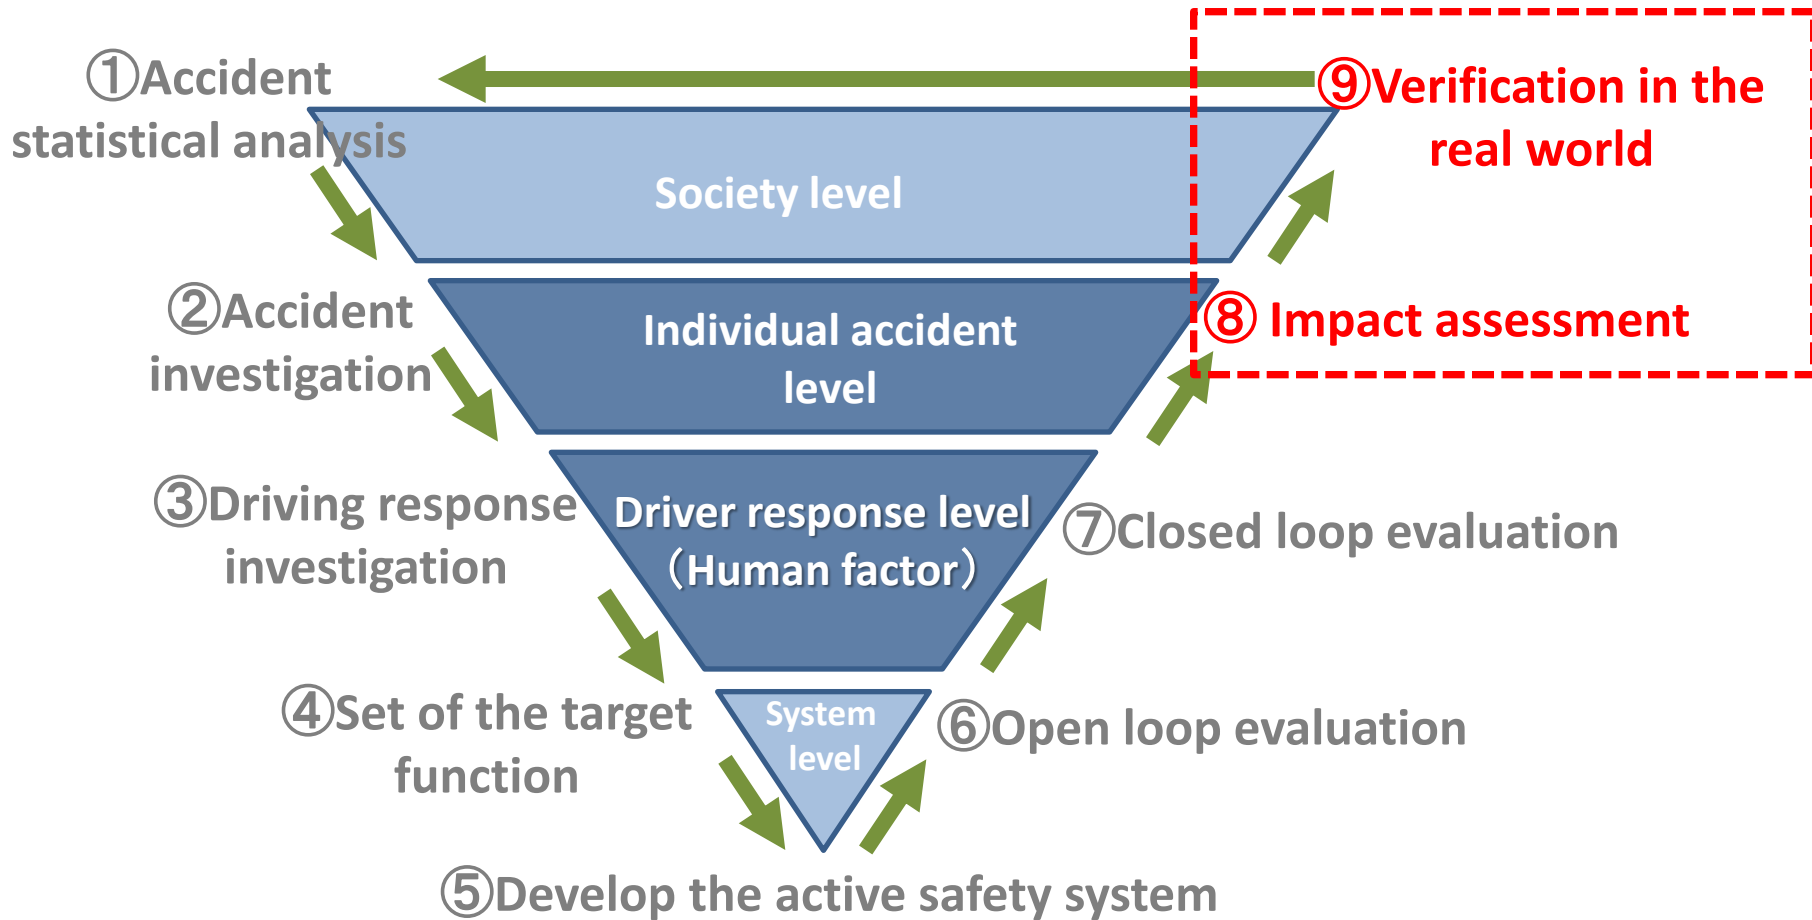 ①Accident
statistical analysis
Society level
⑨Verification in the
real world
②Accident
investigation
Individual accident
level
⑧ Impact assessment
③Driving response
investigation
Driver response level
（Human factor）
⑦Closed loop evaluation
④Set of the target
function
System
level
⑥Open loop evaluation
⑤Develop the active safety system